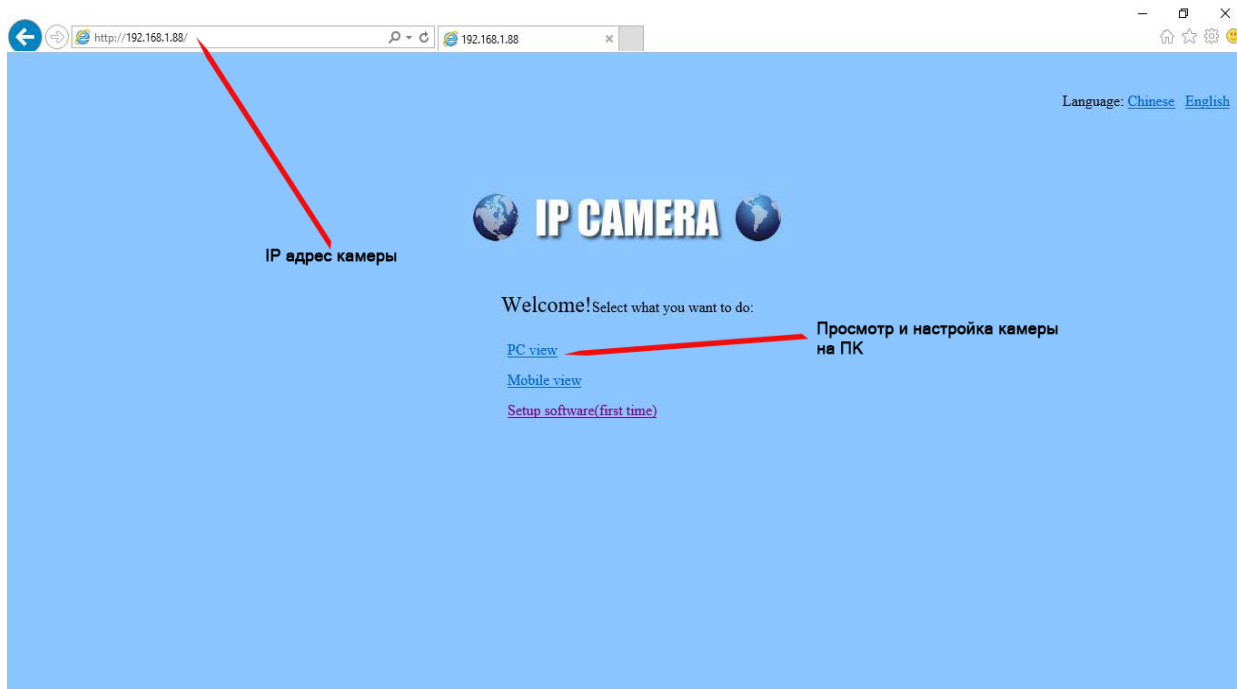 http://192.168.1.88/
192.168.1.88
Language: Chinese English
IP CAMERA
IP адрес камеры
Welcome!Select what you want to do:
Просмотр и настройка камеры
на ПК
PC view
Mobile view
Setup software(first time)